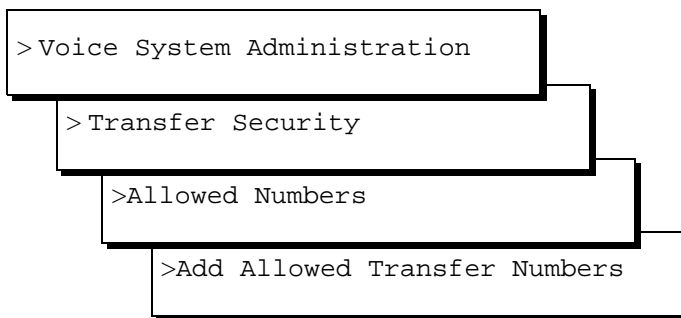 > Voice System Administration
> Transfer Security
>Allowed Numbers
>Add Allowed Transfer Numbers